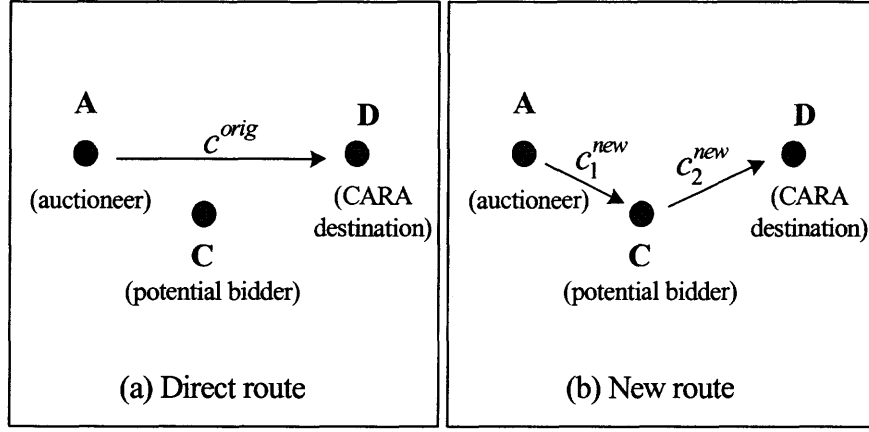 A
D
c^{orig}
(auctioneer)
(CARA
destination)
C
(potential bidder)
(a) Direct route
A
D
c_1^{new}
c_2^{new}
(auctioneer)
(CARA
destination)
C
(potential bidder)
(b) New route